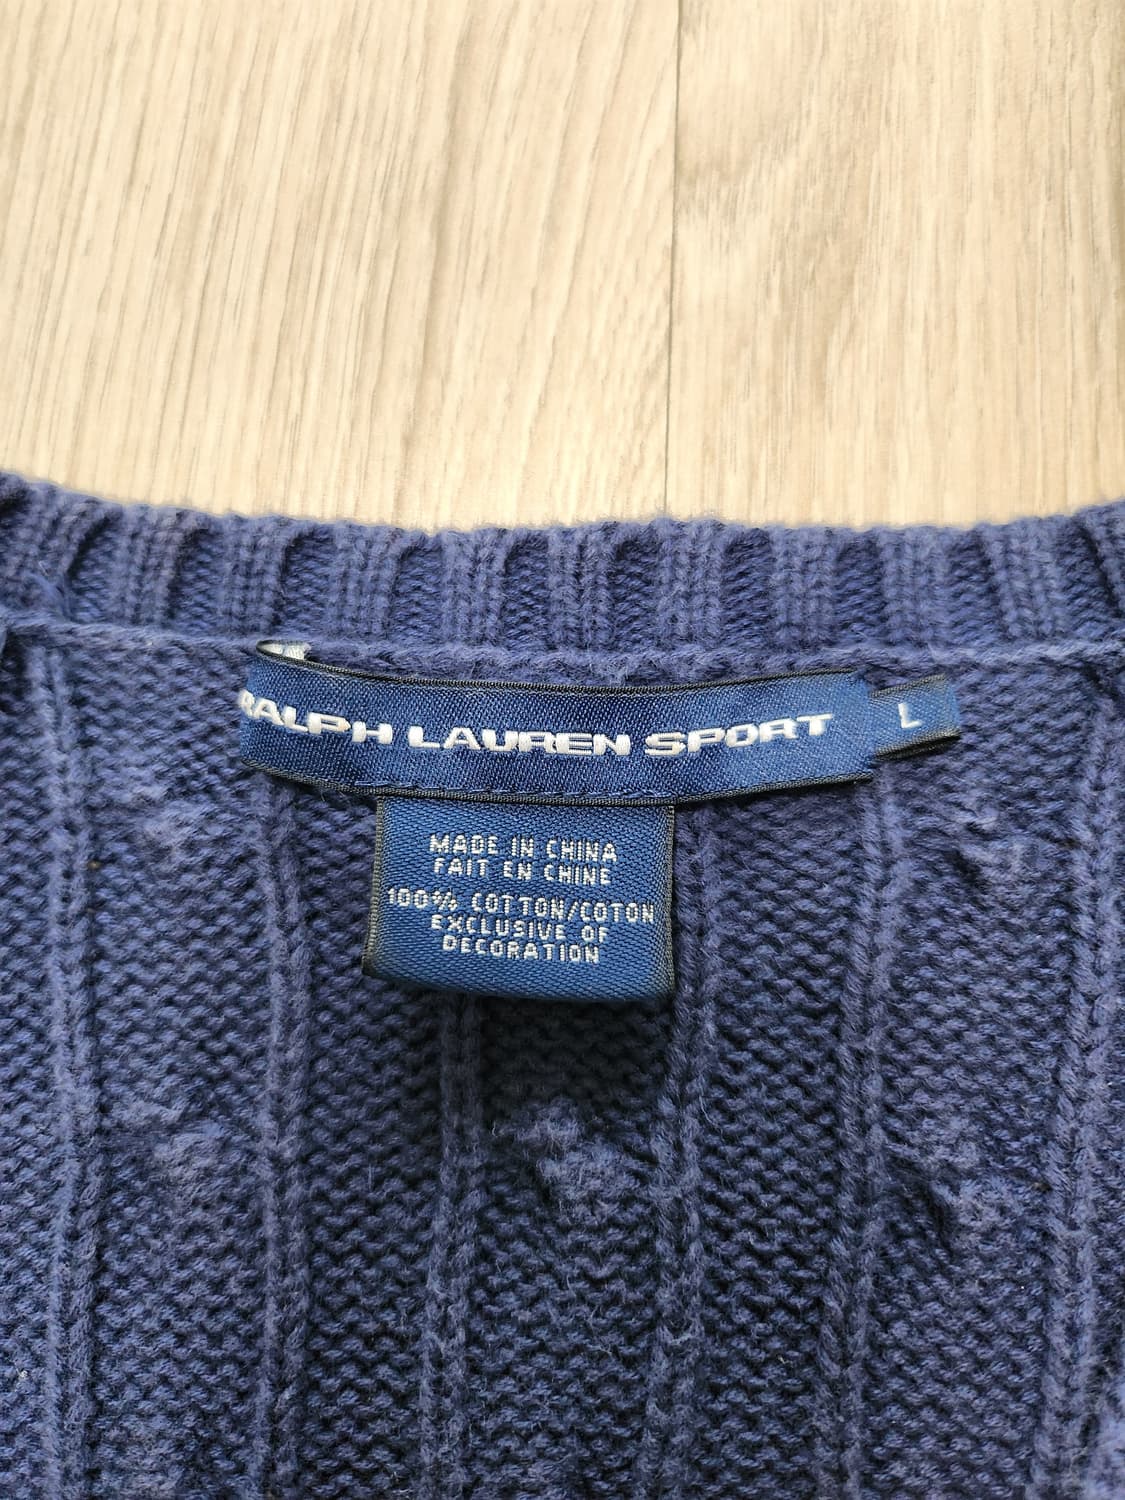 RALPH LAUREN SPORT
L
MADE IN CHINA
FAIT EN CHINE
100% COTTON/COTON
EXCLUSIVE OF
DECORATION